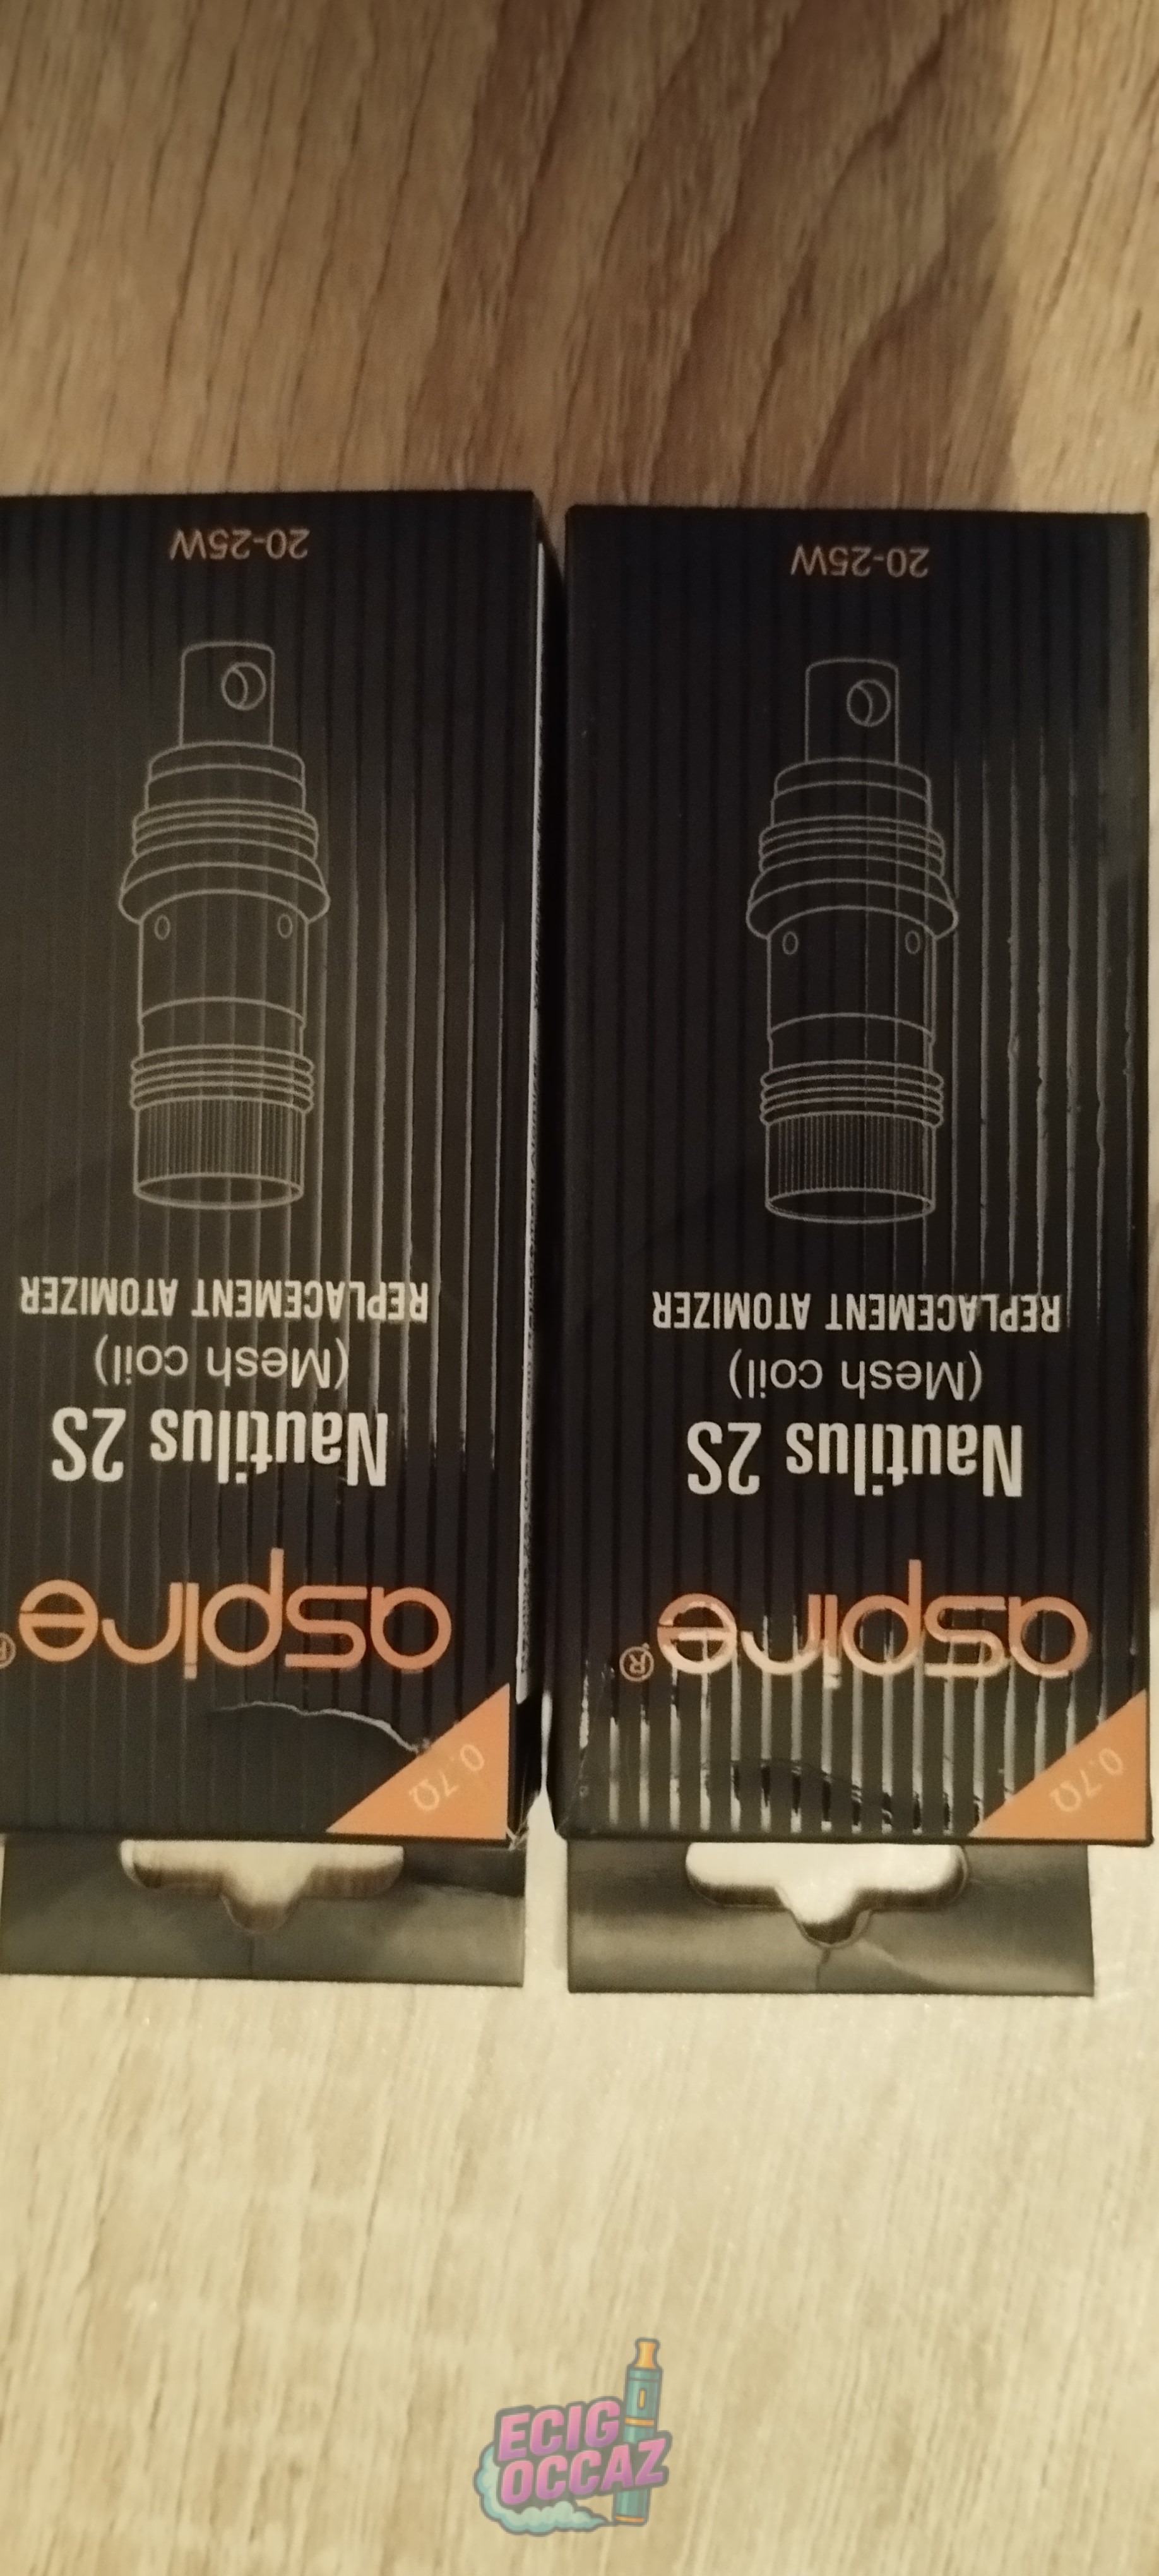 0.7Ω
aspire®
Nautilus 2S
(Mesh coil)
REPLACEMENT ATOMIZER
20-25W
0.7Ω
aspire®
Nautilus 2S
(Mesh coil)
REPLACEMENT ATOMIZER
20-25W
ECIG
OCCAZ